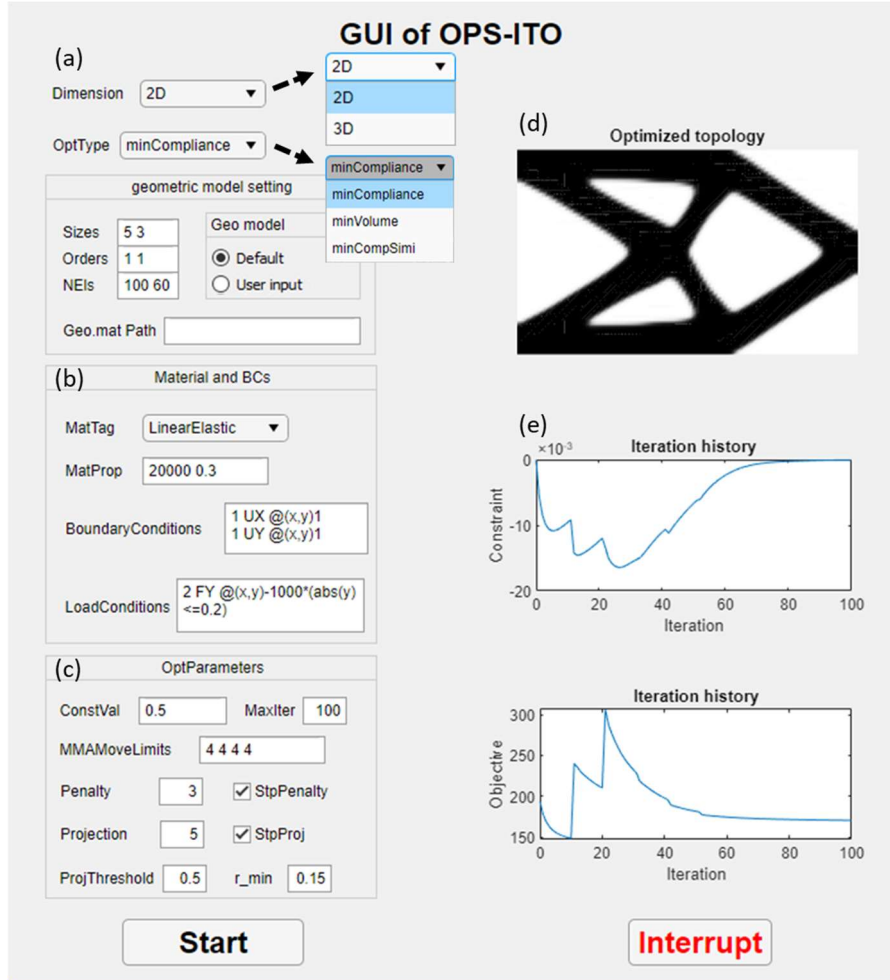 GUI of OPS-ITO
(a)
Dimension 2D
2D
2D
3D
OptType minCompliance
minCompliance
minCompliance
minVolume
minCompSimi
geometric model setting
Sizes 5 3
Orders 1 1
NEIs 100 60
Geo model
Default
User input
Geo.mat Path
(b)
Material and BCs
MatTag LinearElastic
MatProp 20000 0.3
BoundaryConditions
1 UX @(x,y)1
1 UY @(x,y)1
LoadConditions
2 FY @(x,y)-1000*(abs(y)
<=0.2)
(c)
OptParameters
ConstVal 0.5 MaxIter 100
MMAMoveLimits 4 4 4 4
Penalty 3 StpPenalty
Projection 5 StpProj
ProjThreshold 0.5 r_min 0.15
Start
(d)
Optimized topology
(e)
×10⁻³
Iteration history
Constraint
0
-10
-20
0 20 40 60 80 100
Iteration
Iteration history
Objective
300
250
200
150
0 20 40 60 80 100
Iteration
Interrupt